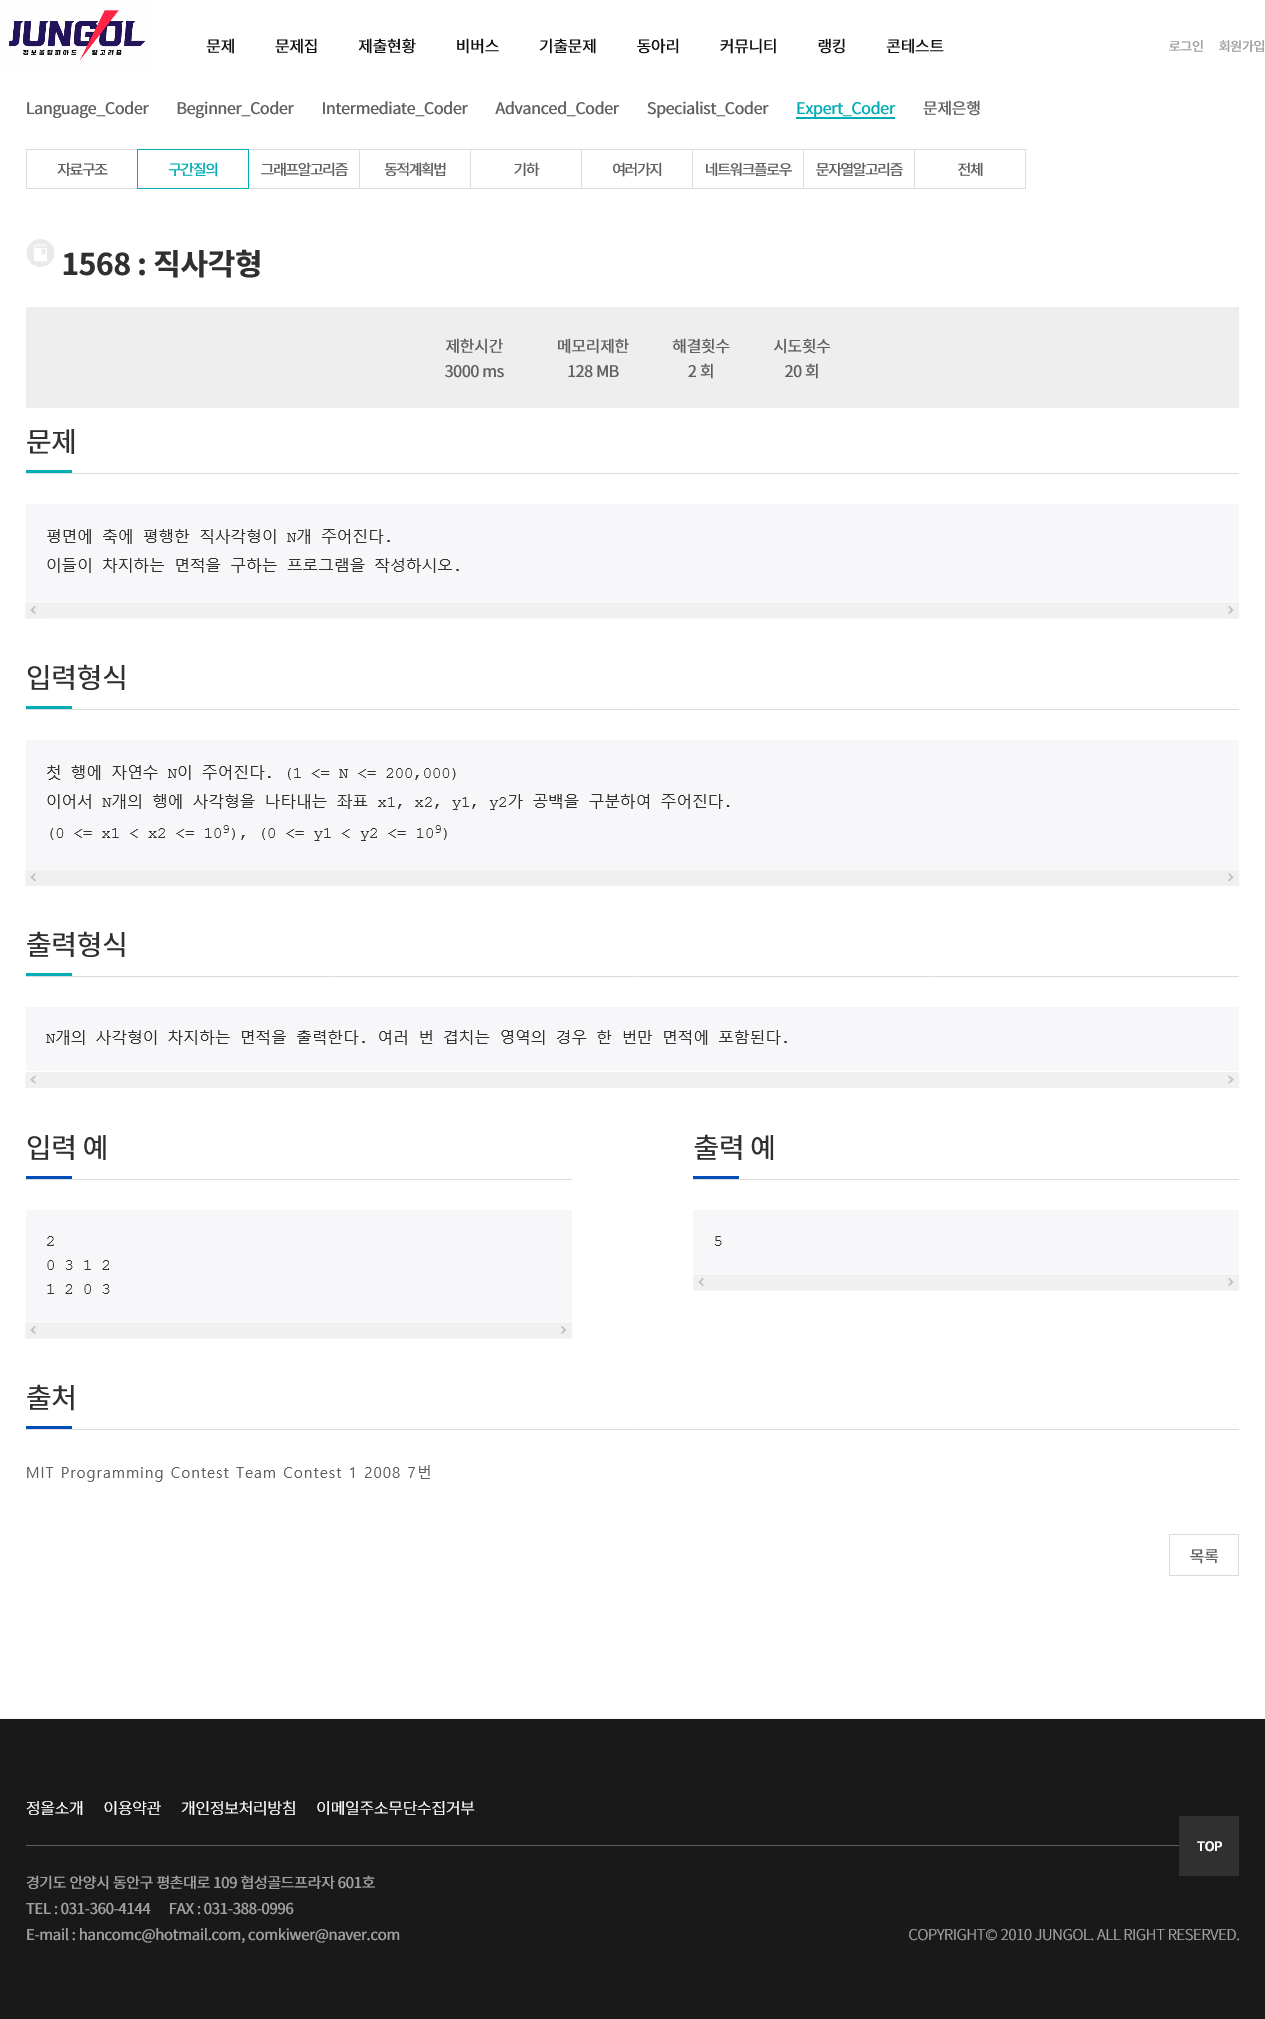 JUNGOL
정보올림피아드 알고리즘
문제 문제집 제출현황 비버스 기출문제 동아리 커뮤니티 랭킹 콘테스트 로그인 회원가입
Language_Coder Beginner_Coder Intermediate_Coder Advanced_Coder Specialist_Coder Expert_Coder 문제은행
자료구조 구간질의 그래프알고리즘 동적계획법 기하 여러가지 네트워크플로우 문자열알고리즘 전체
1568 : 직사각형
제한시간 메모리제한 해결횟수 시도횟수
3000 ms 128 MB 2 회 20 회
문제
평면에 축에 평행한 직사각형이 N개 주어진다.
이들이 차지하는 면적을 구하는 프로그램을 작성하시오.
입력형식
첫 행에 자연수 N이 주어진다. (1 <= N <= 200,000)
이어서 N개의 행에 사각형을 나타내는 좌표 x1, x2, y1, y2가 공백을 구분하여 주어진다.
(0 <= x1 < x2 <= 10⁹), (0 <= y1 < y2 <= 10⁹)
출력형식
N개의 사각형이 차지하는 면적을 출력한다. 여러 번 겹치는 영역의 경우 한 번만 면적에 포함된다.
입력 예
2
0 3 1 2
1 2 0 3
출력 예
5
출처
MIT Programming Contest Team Contest 1 2008 7번
목록
정올소개 이용약관 개인정보처리방침 이메일주소무단수집거부
TOP
경기도 안양시 동안구 평촌대로 109 협성골드프라자 601호
TEL : 031-360-4144 FAX : 031-388-0996
E-mail : hancomc@hotmail.com, comkiwer@naver.com
COPYRIGHT© 2010 JUNGOL. ALL RIGHT RESERVED.